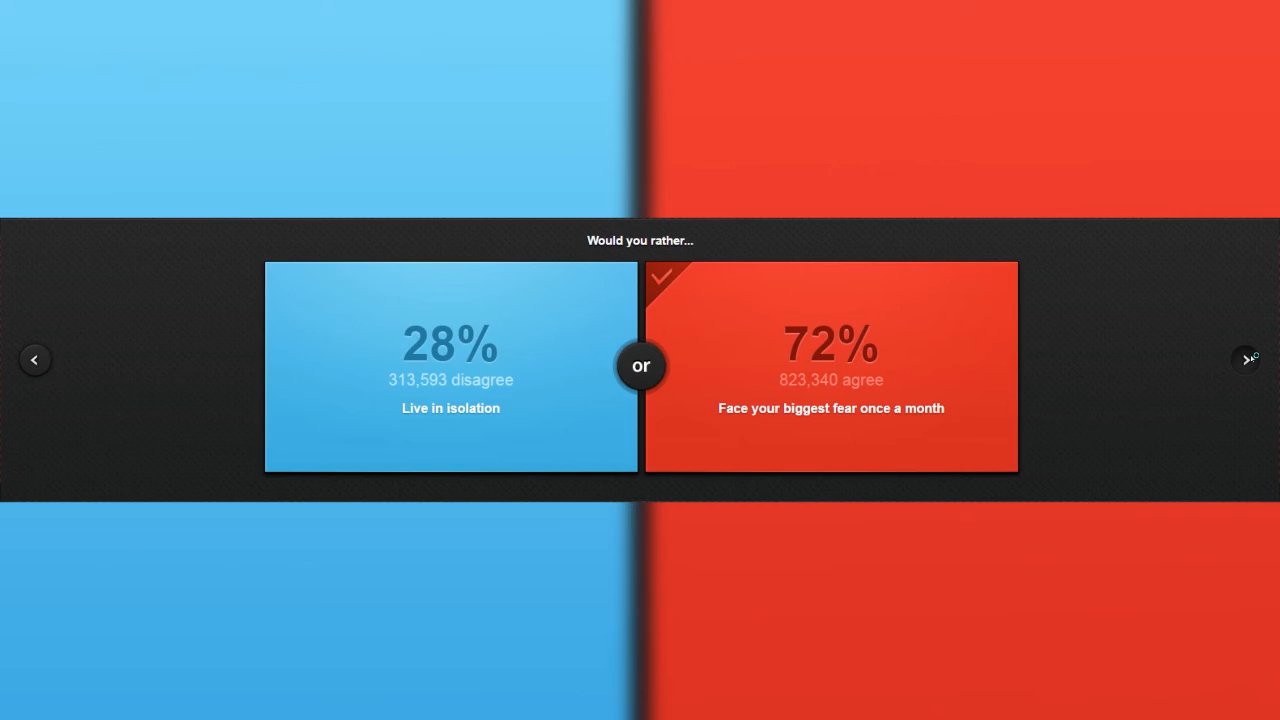 Would you rather...
28%
313,593 disagree
Live in isolation
or
72%
823,340 agree
Face your biggest fear once a month